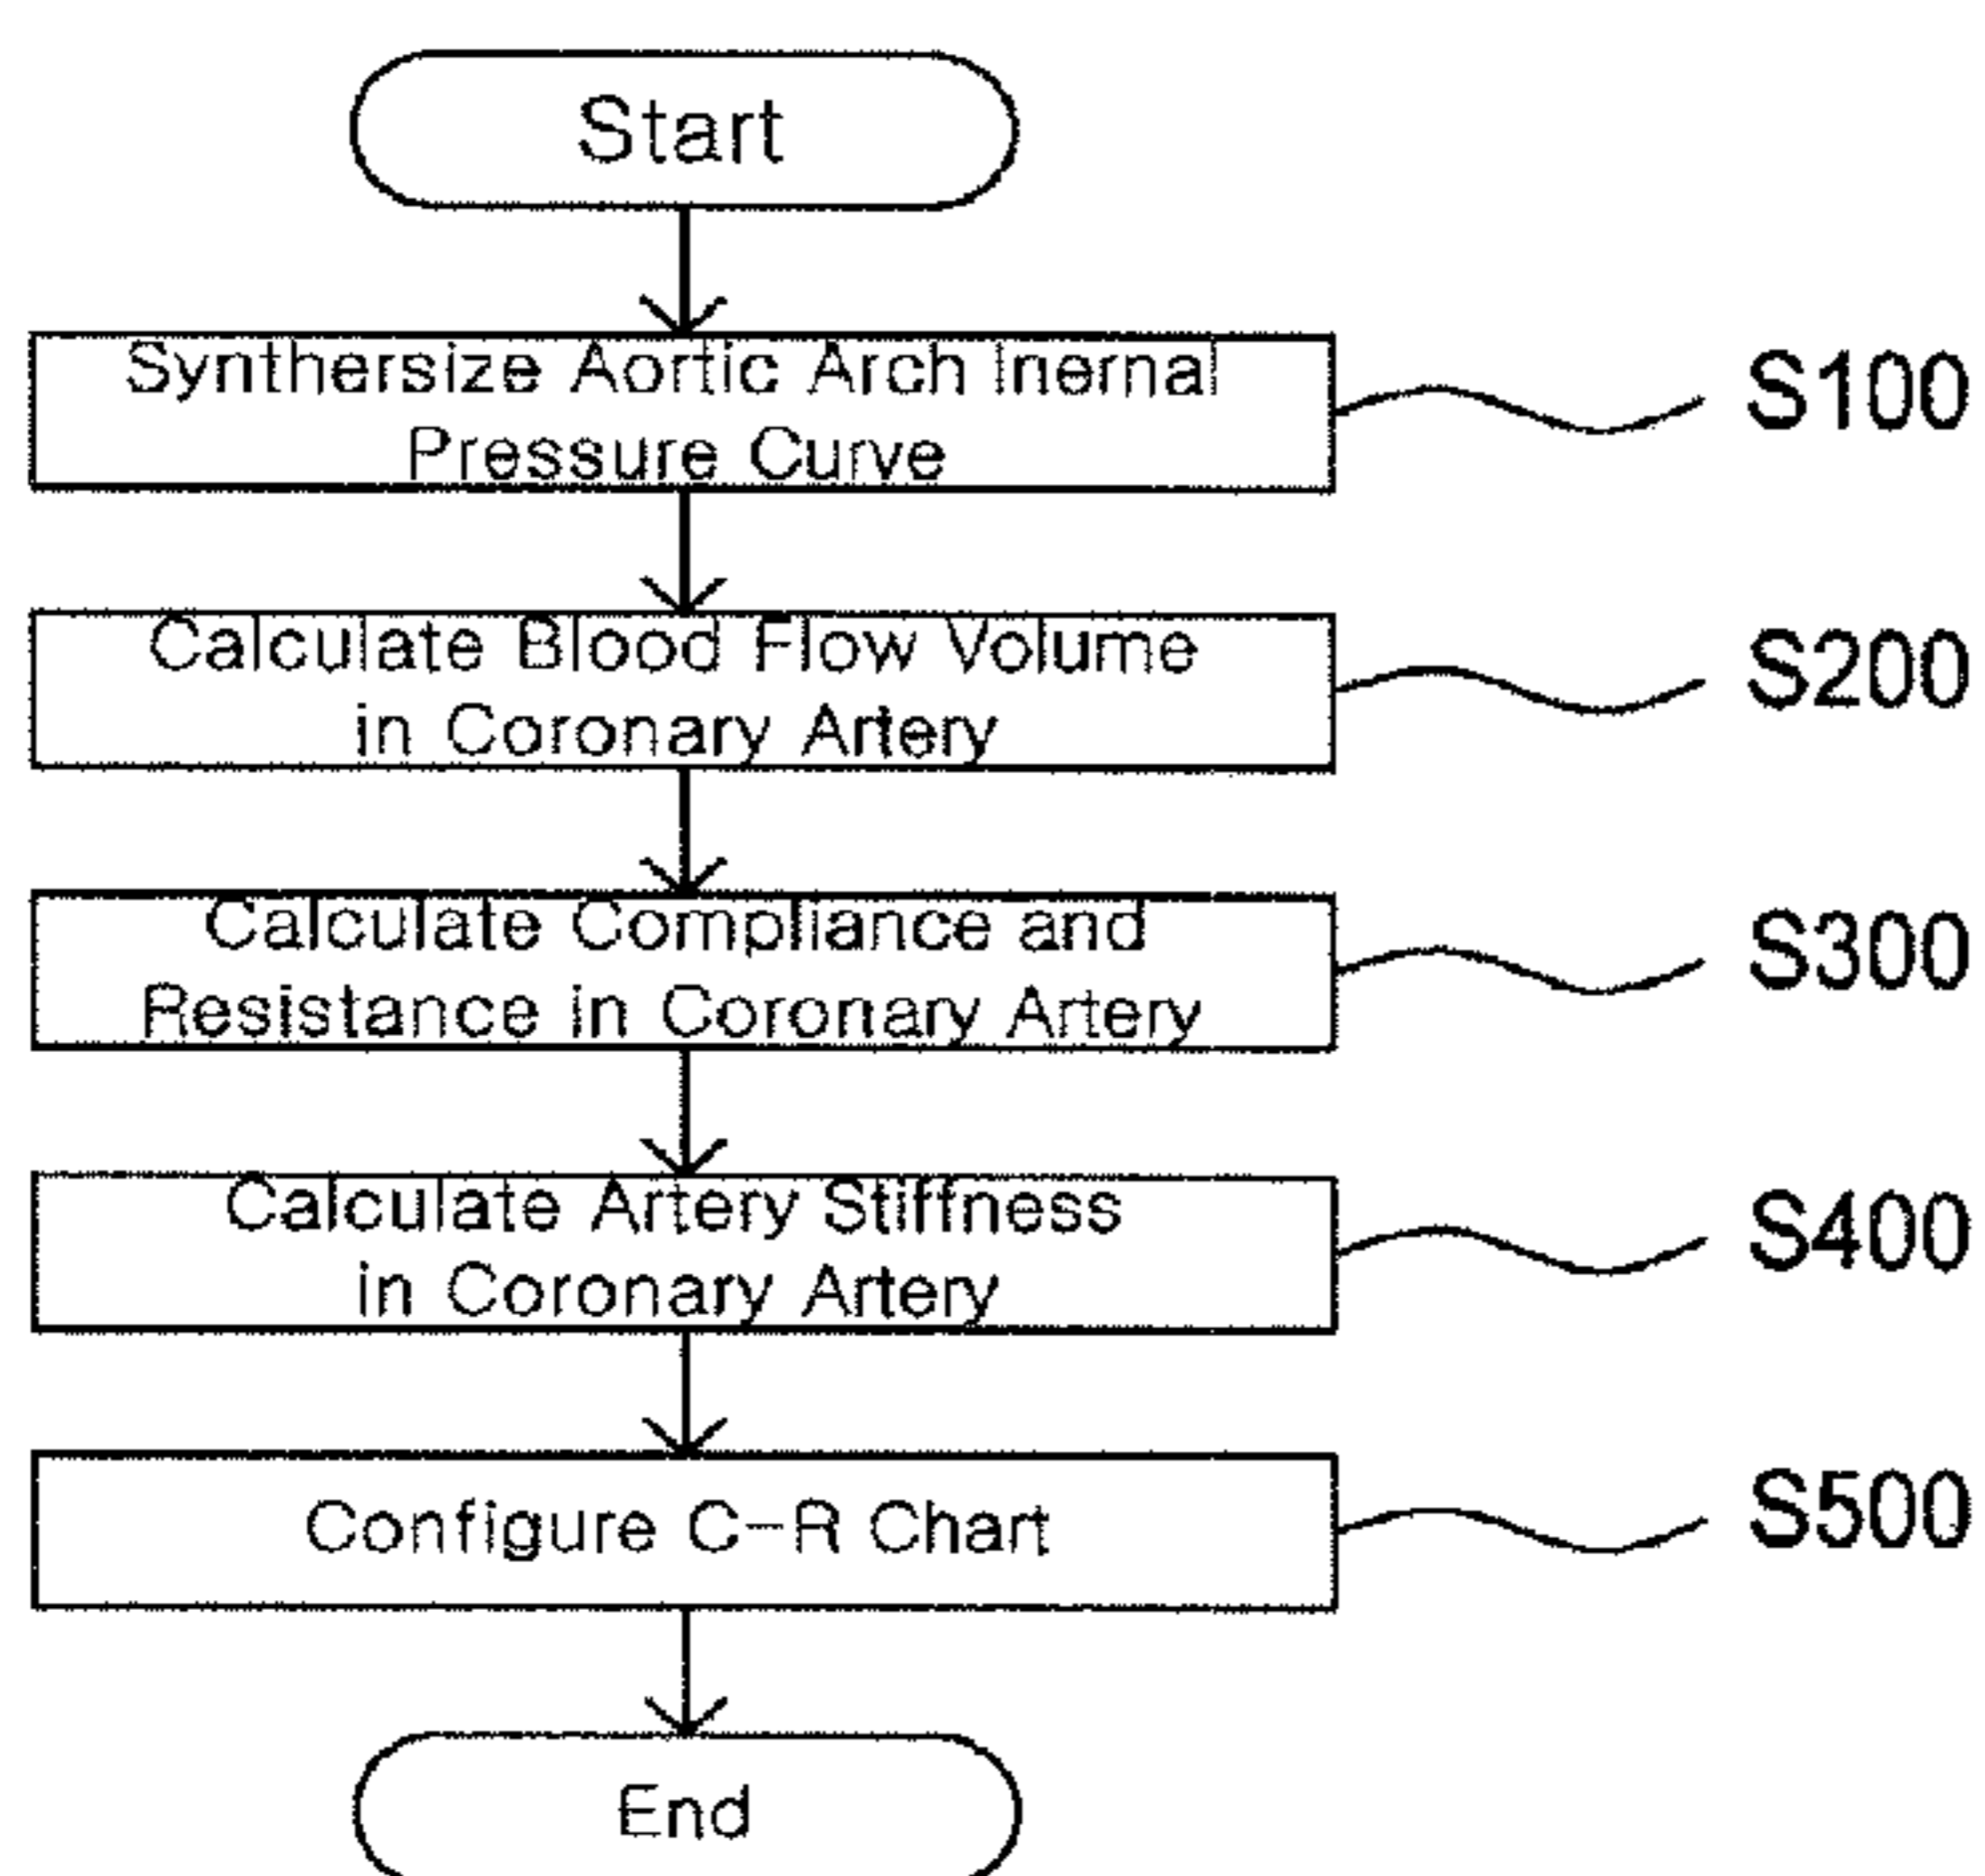 Start
Synthersize Aortic Arch Inernal
Pressure Curve
S100
Calculate Blood Flow Volume
in Coronary Artery
S200
Calculate Compliance and
Resistance in Coronary Artery
S300
Calculate Artery Stiffness
in Coronary Artery
S400
Configure C-R Chart
S500
End